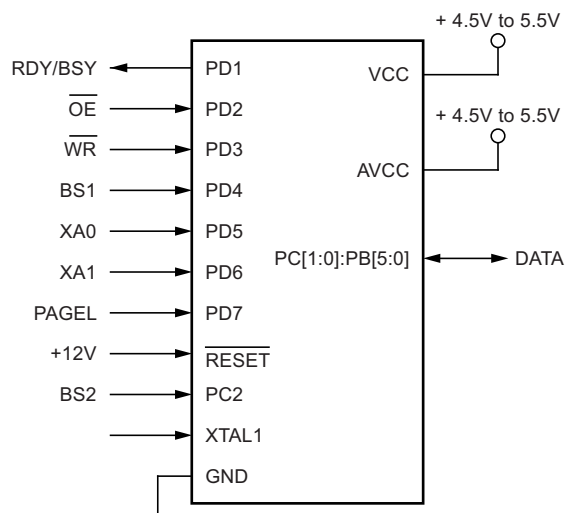 + 4.5V to 5.5V
RDY/BSY PD1 VCC
OE PD2
WR PD3 + 4.5V to 5.5V
BS1 PD4 AVCC
XA0 PD5
PC[1:0]:PB[5:0] DATA
XA1 PD6
PAGEL PD7
+12V RESET
BS2 PC2
XTAL1
GND